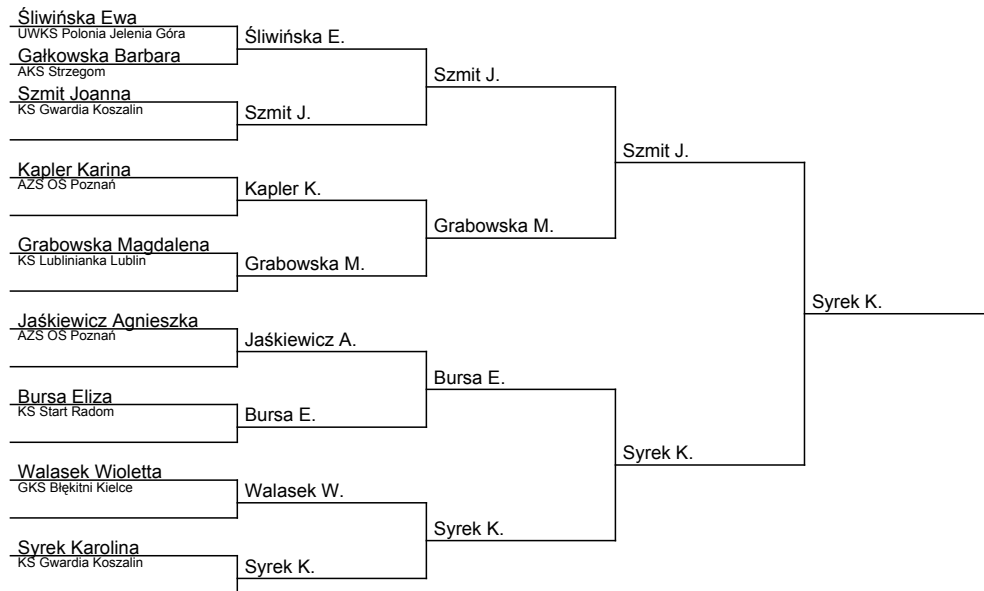 Śliwińska Ewa
UWKS Polonia Jelenia Góra
Śliwińska E.
Gałkowska Barbara
AKS Strzegom
Szmit J.
Szmit Joanna
KS Gwardia Koszalin
Szmit J.
Szmit J.
Kapler Karina
AZS OŚ Poznań
Kapler K.
Grabowska M.
Grabowska Magdalena
KS Lublinianka Lublin
Grabowska M.
Syrek K.
Jaśkiewicz Agnieszka
AZS OŚ Poznań
Jaśkiewicz A.
Bursa E.
Bursa Eliza
KS Start Radom
Bursa E.
Syrek K.
Walasek Wioletta
GKS Błękitni Kielce
Walasek W.
Syrek K.
Syrek Karolina
KS Gwardia Koszalin
Syrek K.